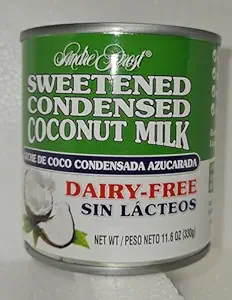 Andre Prost®
SWEETENED
CONDENSED
COCONUT MILK
LECHE DE COCO CONDENSADA AZUCARADA
DAIRY-FREE
SIN LÁCTEOS
NET WT / PESO NETO 11.6 OZ (330g)